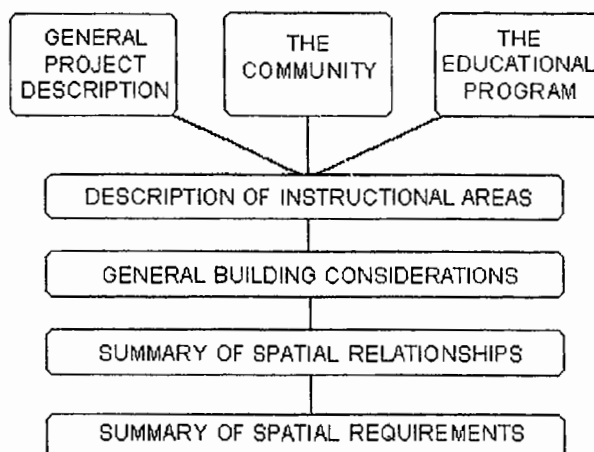 GENERAL
PROJECT
DESCRIPTION
THE
COMMUNITY
THE
EDUCATIONAL
PROGRAM
DESCRIPTION OF INSTRUCTIONAL AREAS
GENERAL BUILDING CONSIDERATIONS
SUMMARY OF SPATIAL RELATIONSHIPS
SUMMARY OF SPATIAL REQUIREMENTS